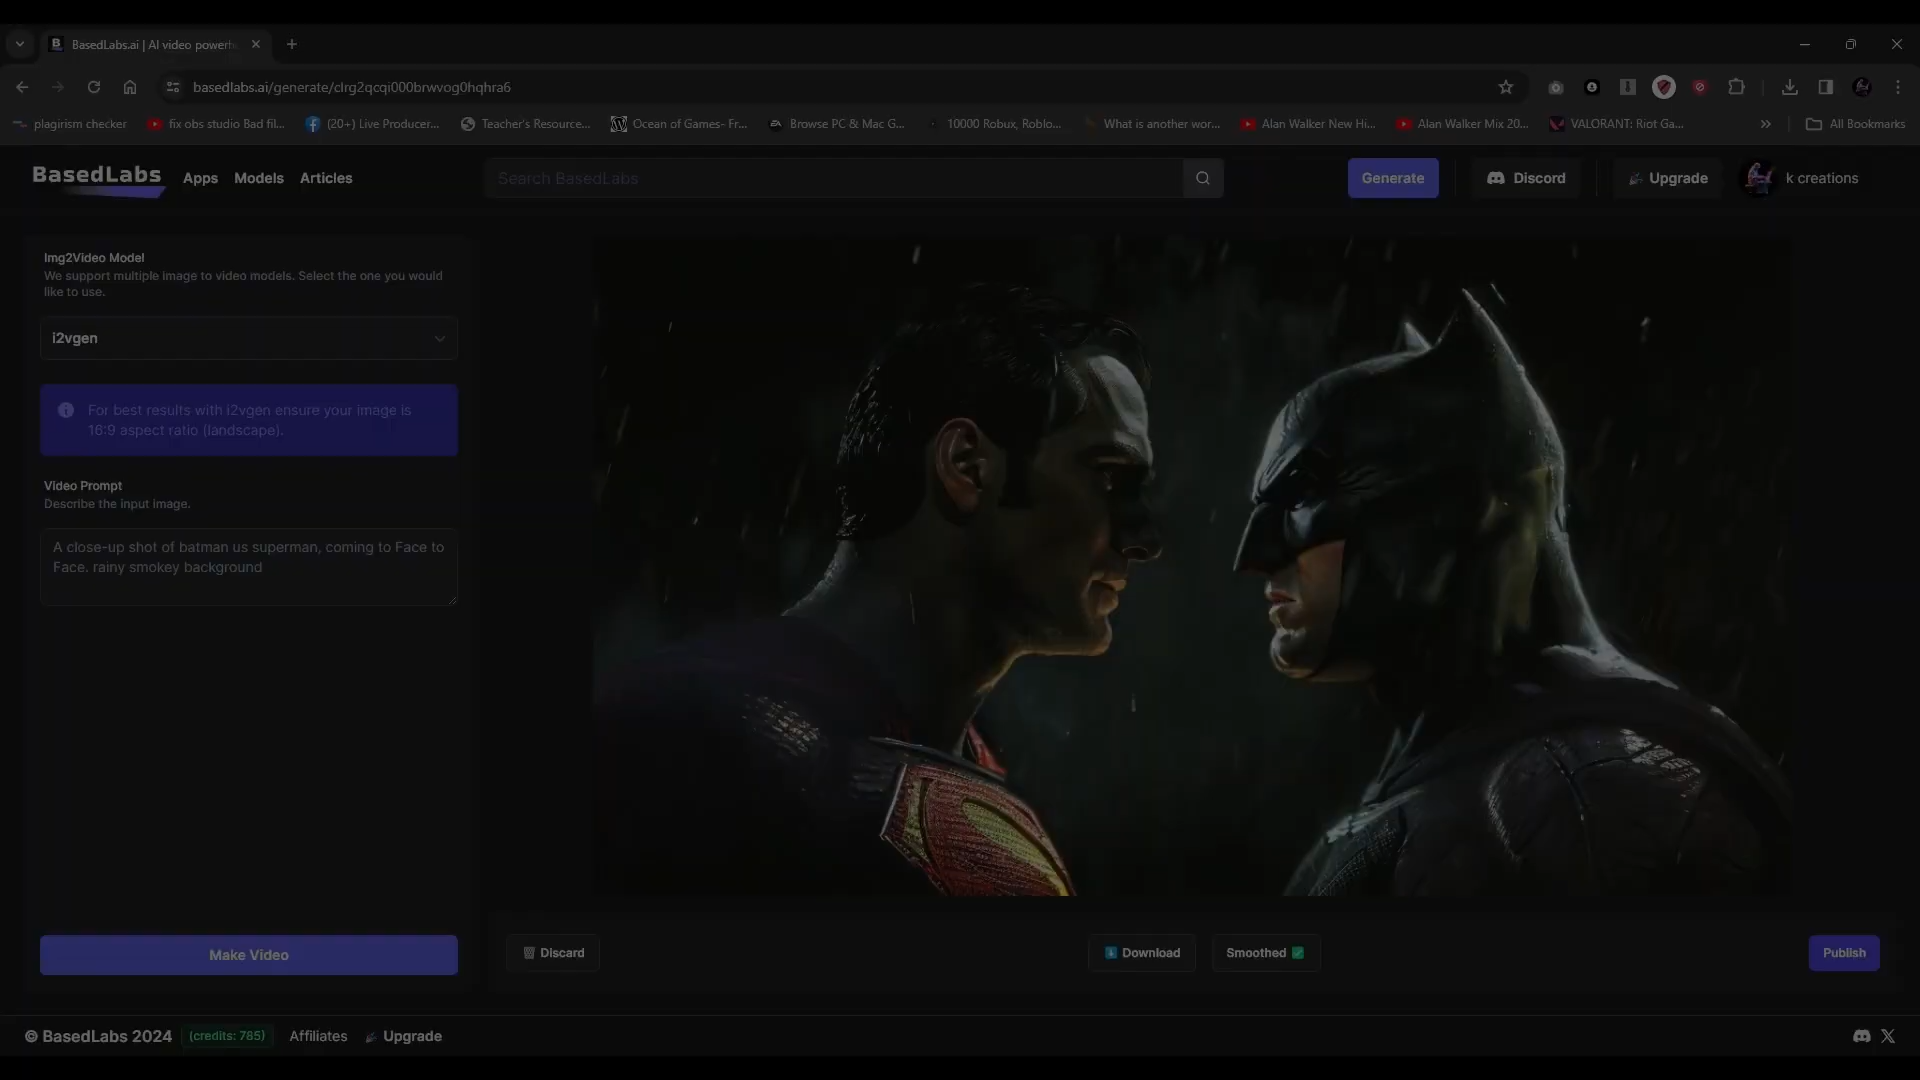 BasedLabs.ai | AI video powerh
basedlabs.ai/generate/clrg2qcqi000brwvog0hqhra6
plagirism checker
fix obs studio Bad fil...
(20+) Live Producer...
Teacher's Resource...
Ocean of Games- Fr...
Browse PC & Mac G...
10000 Robux, Roblo...
What is another wor...
Alan Walker New Hi...
Alan Walker Mix 20...
VALORANT: Riot Ga...
All Bookmarks
BasedLabs
Apps
Models
Articles
Search BasedLabs
Generate
Discord
Upgrade
k creations
Img2Video Model
We support multiple image to video models. Select the one you would
like to use.
i2vgen
For best results with i2vgen ensure your image is
16:9 aspect ratio (landscape).
Video Prompt
Describe the input image.
A close-up shot of batman us superman, coming to Face to
Face. rainy smokey background
Make Video
Discard
Download
Smoothed
Publish
© BasedLabs 2024
(credits: 765)
Affiliates
Upgrade